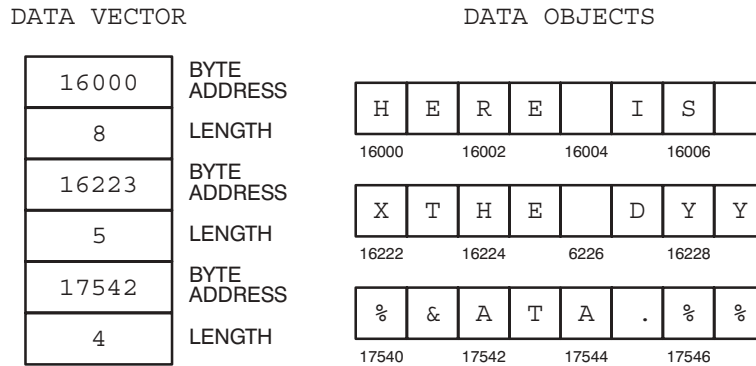 DATA VECTOR
16000 BYTE ADDRESS
8 LENGTH
16223 BYTE ADDRESS
5 LENGTH
17542 BYTE ADDRESS
4 LENGTH
DATA OBJECTS
H E R E I S
16000 16002 16004 16006
X T H E D Y Y
16222 16224 6226 16228
% & A T A . % %
17540 17542 17544 17546